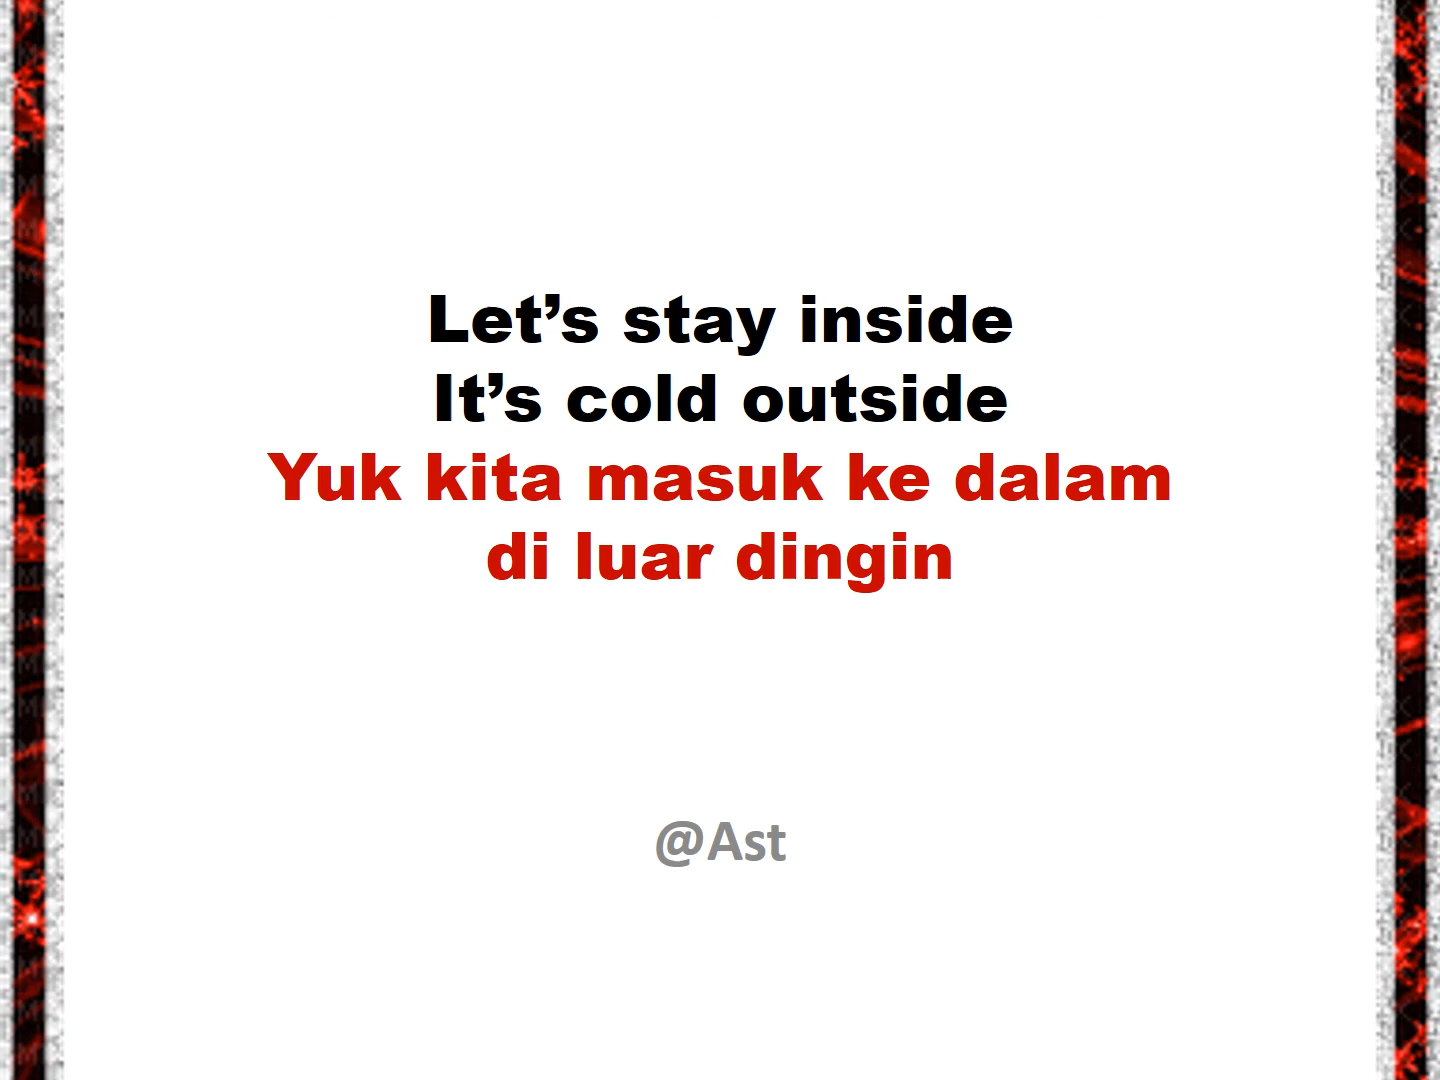 Let’s stay inside
It’s cold outside
Yuk kita masuk ke dalam
di luar dingin
@Ast